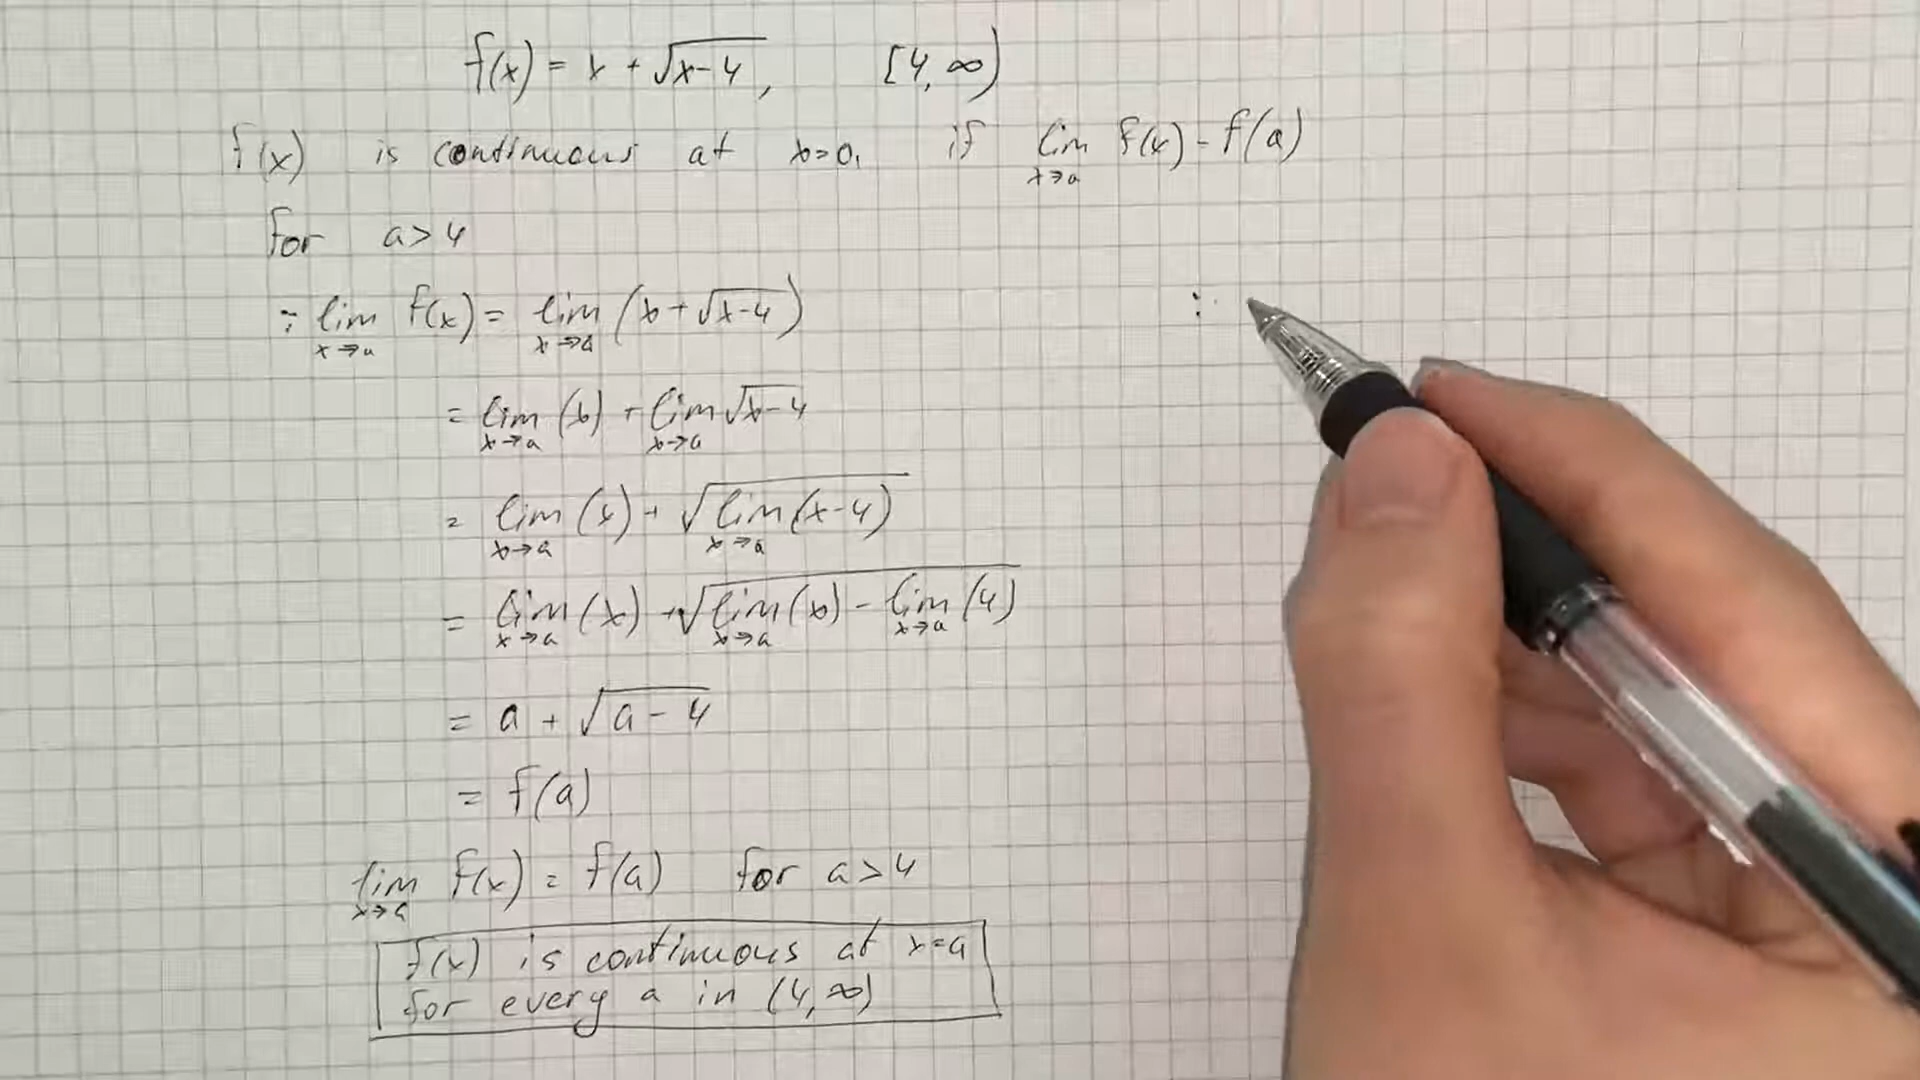 f(x) = x + √(x-4), [4, ∞)
f(x) is continuous at x=a, if lim x→a f(x) = f(a)
for a > 4
∵ lim x→a f(x) = lim x→a (x + √(x-4))
= lim x→a (x) + lim x→a √(x-4)
= lim x→a (x) + √(lim x→a (x-4))
= lim x→a (x) + √(lim x→a (x) - lim x→a (4))
= a + √(a-4)
= f(a)
lim x→a f(x) = f(a) for a > 4
f(x) is continuous at x=a
for every a in (4, ∞)